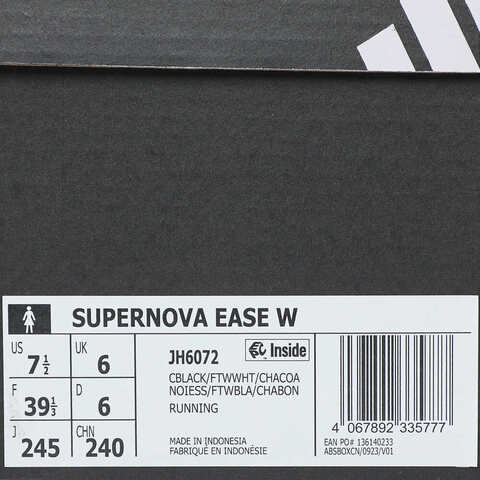 SUPERNOVA EASE W
US 7 1/2 UK 6
F 39 1/3 D 6
J 245 CHN 240
JH6072
Inside
CBLACK/FTWWHT/CHACOA
NOIESS/FTWBLA/CHABON
RUNNING
MADE IN INDONESIA
FABRIQUÉ EN INDONÉSIE
4 067892 335777
EAN PO# 136140233
ABSBOXCN/0923/V01